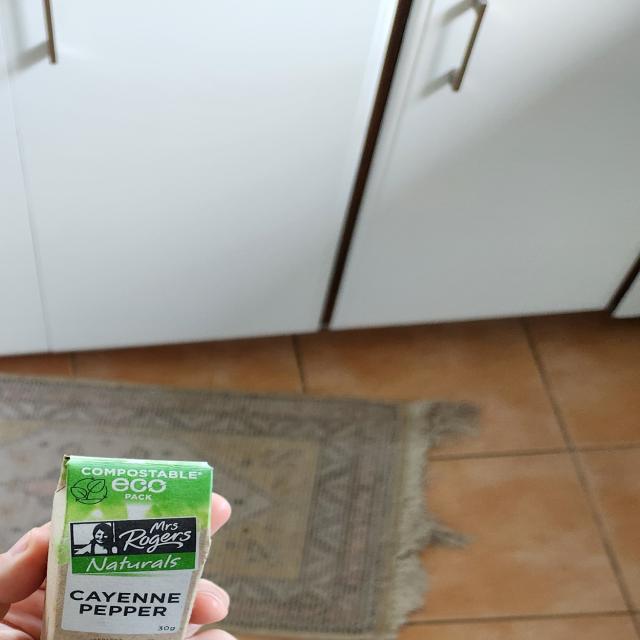 COMPOSTABLE
eco
PACK
Mrs
Rogers
Naturals
CAYENNE
PEPPER
30g